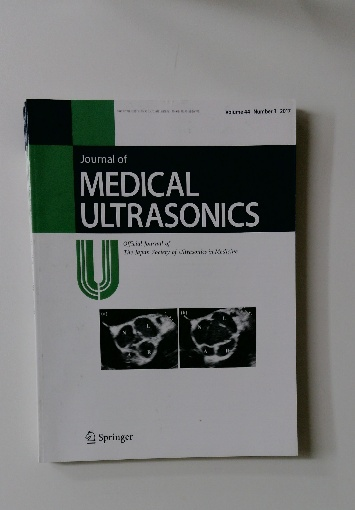 Volume 44 Number 1 2017
Journal of
MEDICAL
ULTRASONICS
Official Journal of
The Japan Society of Ultrasonics in Medicine
(a) (b)
N L L N
A R A R
Springer